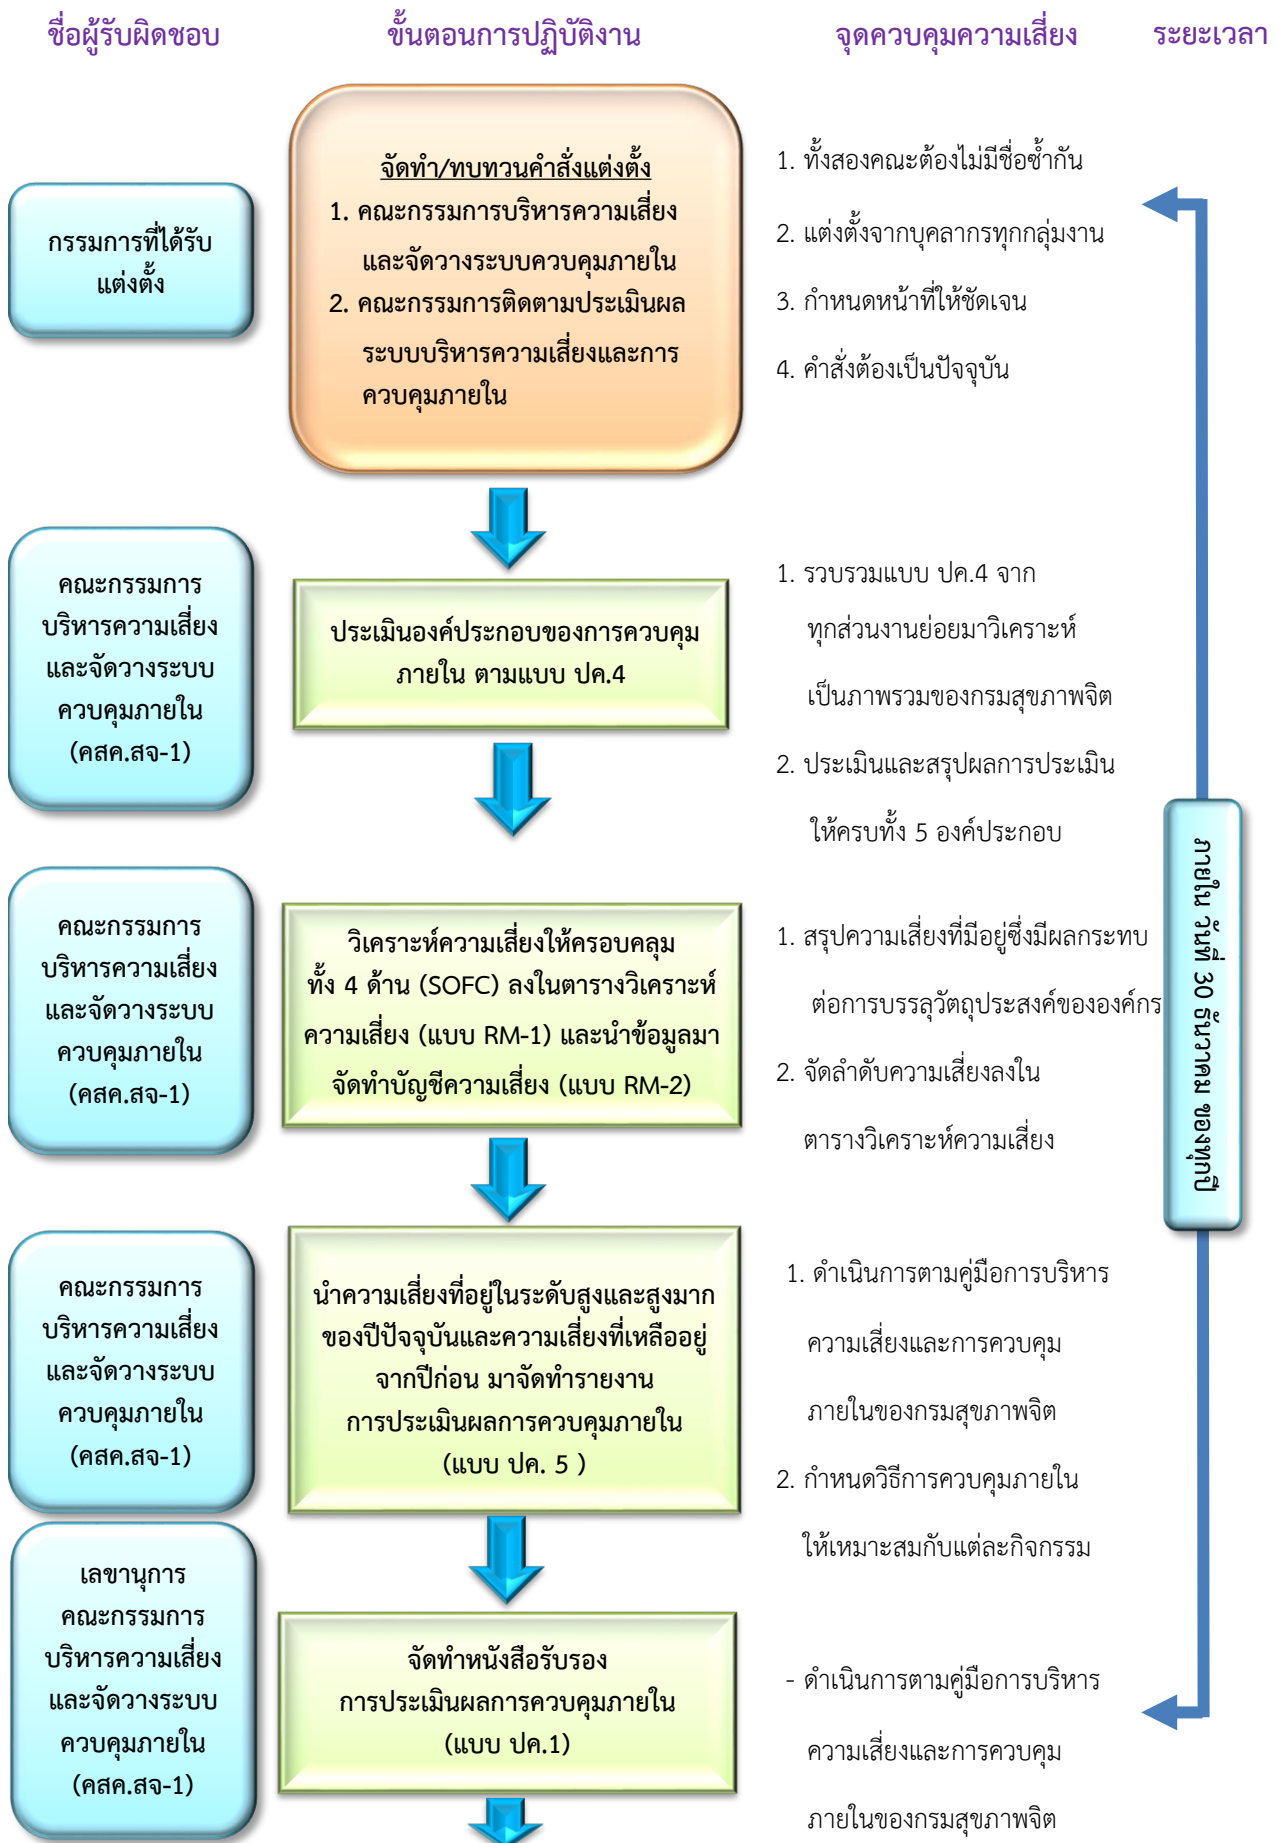 ชื่อผู้รับผิดชอบ
ขั้นตอนการปฏิบัติงาน
จุดควบคุมความเสี่ยง
ระยะเวลา
กรรมการที่ได้รับ
แต่งตั้ง
จัดทำ/ทบทวนคำสั่งแต่งตั้ง
1. คณะกรรมการบริหารความเสี่ยง
และจัดวางระบบควบคุมภายใน
2. คณะกรรมการติดตามประเมินผล
ระบบบริหารความเสี่ยงและการ
ควบคุมภายใน
1. ทั้งสองคณะต้องไม่มีชื่อซ้ำกัน
2. แต่งตั้งจากบุคลากรทุกกลุ่มงาน
3. กำหนดหน้าที่ให้ชัดเจน
4. คำสั่งต้องเป็นปัจจุบัน
คณะกรรมการ
บริหารความเสี่ยง
และจัดวางระบบ
ควบคุมภายใน
(คสค.สจ-1)
ประเมินองค์ประกอบของการควบคุม
ภายใน ตามแบบ ปค.4
1. รวบรวมแบบ ปค.4 จาก
ทุกส่วนงานย่อยมาวิเคราะห์
เป็นภาพรวมของกรมสุขภาพจิต
2. ประเมินและสรุปผลการประเมิน
ให้ครบทั้ง 5 องค์ประกอบ
คณะกรรมการ
บริหารความเสี่ยง
และจัดวางระบบ
ควบคุมภายใน
(คสค.สจ-1)
วิเคราะห์ความเสี่ยงให้ครอบคลุม
ทั้ง 4 ด้าน (SOFC) ลงในตารางวิเคราะห์
ความเสี่ยง (แบบ RM-1) และนำข้อมูลมา
จัดทำบัญชีความเสี่ยง (แบบ RM-2)
1. สรุปความเสี่ยงที่มีอยู่ซึ่งมีผลกระทบ
ต่อการบรรลุวัตถุประสงค์ขององค์กร
2. จัดลำดับความเสี่ยงลงใน
ตารางวิเคราะห์ความเสี่ยง
ภายใน วันที่ 30 ธันวาคม ของทุกปี
คณะกรรมการ
บริหารความเสี่ยง
และจัดวางระบบ
ควบคุมภายใน
(คสค.สจ-1)
นำความเสี่ยงที่อยู่ในระดับสูงและสูงมาก
ของปีปัจจุบันและความเสี่ยงที่เหลืออยู่
จากปีก่อน มาจัดทำรายงาน
การประเมินผลการควบคุมภายใน
(แบบ ปค. 5 )
1. ดำเนินการตามคู่มือการบริหาร
ความเสี่ยงและการควบคุม
ภายในของกรมสุขภาพจิต
2. กำหนดวิธีการควบคุมภายใน
ให้เหมาะสมกับแต่ละกิจกรรม
เลขานุการ
คณะกรรมการ
บริหารความเสี่ยง
และจัดวางระบบ
ควบคุมภายใน
(คสค.สจ-1)
จัดทำหนังสือรับรอง
การประเมินผลการควบคุมภายใน
(แบบ ปค.1)
- ดำเนินการตามคู่มือการบริหาร
ความเสี่ยงและการควบคุม
ภายในของกรมสุขภาพจิต